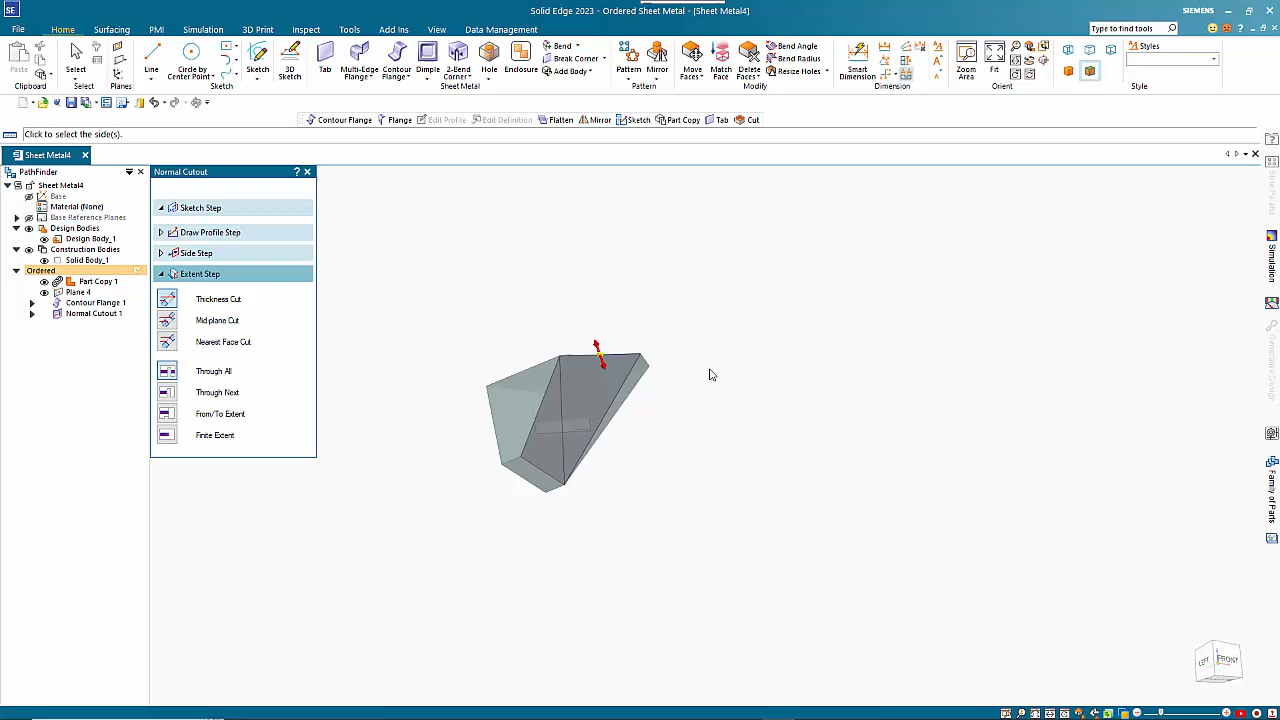 SE
Solid Edge 2023 - Ordered Sheet Metal - [Sheet Metal4]
SIEMENS
File
Home
Surfacing
PMI
Simulation
3D Print
Inspect
Tools
Add Ins
View
Data Management
Type to find tools
Paste
Clipboard
Select
Select
Planes
Line
Circle by
Center Point
Sketch
3D
Sketch
Sketch
Tab
Multi-Edge
Flange
Contour
Flange
Dimple
2-Bend
Corner
Hole
Enclosure
Bend
Break Corner
Add Body
Sheet Metal
Pattern
Mirror
Pattern
Move
Faces
Match
Face
Delete
Faces
Bend Angle
Bend Radius
Resize Holes
Modify
Smart
Dimension
Dimension
Zoom
Area
Fit
Orient
Styles
Style
Contour Flange
Flange
Edit Profile
Edit Definition
Flatten
Mirror
Sketch
Part Copy
Tab
Cut
Click to select the side(s).
Sheet Metal4
PathFinder
Sheet Metal4
Base
Material (None)
Base Reference Planes
Design Bodies
Design Body_1
Construction Bodies
Solid Body_1
Ordered
Part Copy 1
Plane 4
Contour Flange 1
Normal Cutout 1
Normal Cutout
Sketch Step
Draw Profile Step
Side Step
Extent Step
Thickness Cut
Mid plane Cut
Nearest Face Cut
Through All
Through Next
From/To Extent
Finite Extent
Style Palette
Simulation
Generative Design
Family of Parts
LEFT
FRONT